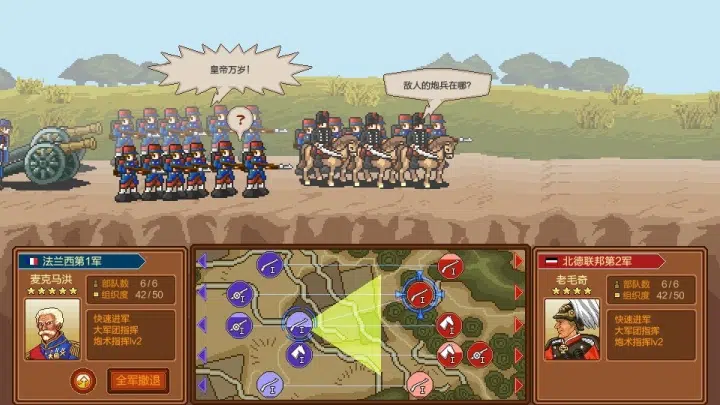 皇帝万岁！
敌人的炮兵在哪？
?
法兰西第1军
麦克马洪
部队数 6/6
组织度 42/50
快速进军
大军团指挥
炮术指挥lv2
全军撤退
I
I
I
I
I
I
I
I
I
I
I
北德联邦第2军
老毛奇
部队数 6/6
组织度 42/50
快速进军
大军团指挥
炮术指挥lv2